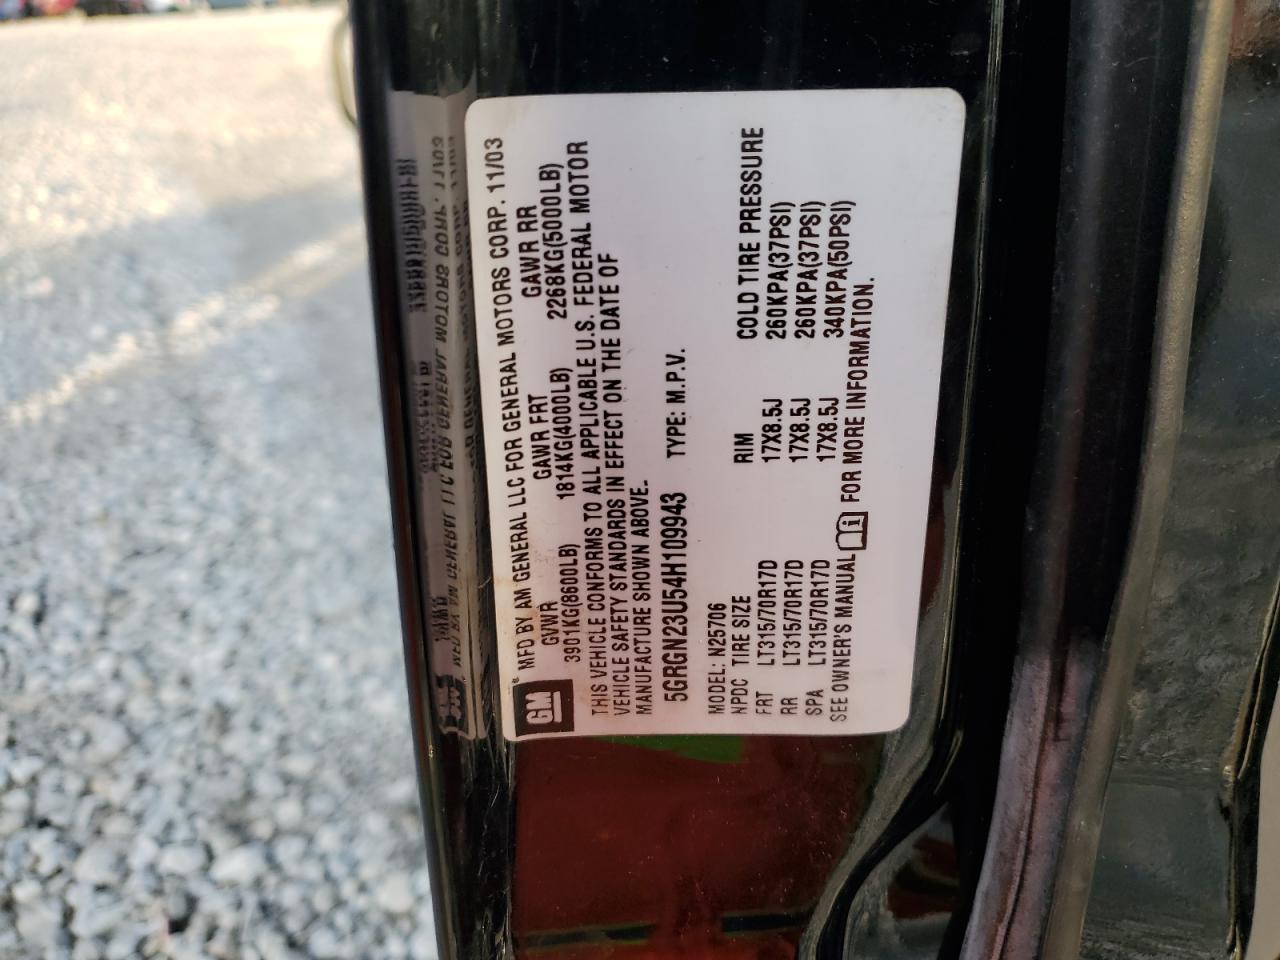 GM
MFD BY AM GENERAL LLC FOR GENERAL MOTORS CORP. 11/03
GVWR GAWR FRT GAWR RR
3901KG(8600LB) 1814KG(4000LB) 2268KG(5000LB)
THIS VEHICLE CONFORMS TO ALL APPLICABLE U.S. FEDERAL MOTOR
VEHICLE SAFETY STANDARDS IN EFFECT ON THE DATE OF
MANUFACTURE SHOWN ABOVE.
5GRGN23U54H109943 TYPE: M.P.V.
MODEL: N25706
NPDC TIRE SIZE RIM COLD TIRE PRESSURE
FRT LT315/70R17D 17X8.5J 260KPA(37PSI)
RR LT315/70R17D 17X8.5J 260KPA(37PSI)
SPA LT315/70R17D 17X8.5J 340KPA(50PSI)
SEE OWNER'S MANUAL i FOR MORE INFORMATION.